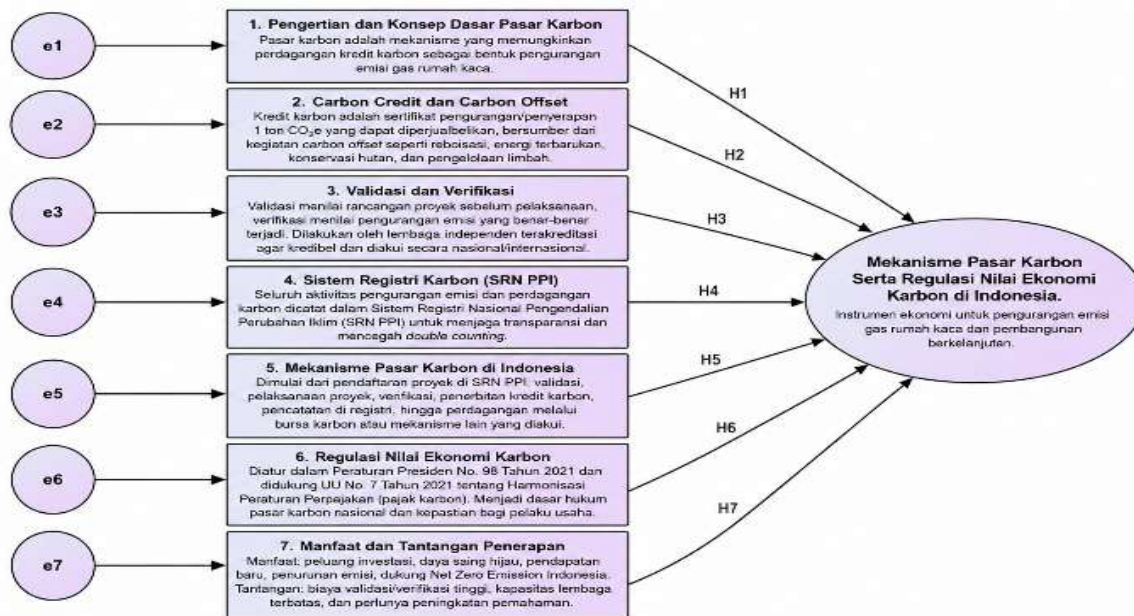 e1
1. Pengertian dan Konsep Dasar Pasar Karbon
Pasar karbon adalah mekanisme yang memungkinkan
perdagangan kredit karbon sebagai bentuk pengurangan
emisi gas rumah kaca.
H1
e2
2. Carbon Credit dan Carbon Offset
Kredit karbon adalah sertifikat pengurangan/penyerapan
1 ton CO₂e yang dapat diperjualbelikan, bersumber dari
kegiatan carbon offset seperti reboisasi, energi terbarukan,
konservasi hutan, dan pengelolaan limbah.
H2
e3
3. Validasi dan Verifikasi
Validasi menilai rancangan proyek sebelum pelaksanaan,
verifikasi menilai pengurangan emisi yang benar-benar
terjadi. Dilakukan oleh lembaga independen terakreditasi
agar kredibel dan diakui secara nasional/internasional.
H3
e4
4. Sistem Registri Karbon (SRN PPI)
Seluruh aktivitas pengurangan emisi dan perdagangan
karbon dicatat dalam Sistem Registri Nasional Pengendalian
Perubahan Iklim (SRN PPI) untuk menjaga transparansi dan
mencegah double counting.
H4
Mekanisme Pasar Karbon
Serta Regulasi Nilai Ekonomi
Karbon di Indonesia.
Instrumen ekonomi untuk pengurangan emisi
gas rumah kaca dan pembangunan
berkelanjutan.
e5
5. Mekanisme Pasar Karbon di Indonesia
Dimulai dari pendaftaran proyek di SRN PPI, validasi,
pelaksanaan proyek, verifikasi, penerbitan kredit karbon,
pencatatan di registri, hingga perdagangan melalui
bursa karbon atau mekanisme lain yang diakui.
H5
e6
6. Regulasi Nilai Ekonomi Karbon
Diatur dalam Peraturan Presiden No. 98 Tahun 2021 dan
didukung UU No. 7 Tahun 2021 tentang Harmonisasi
Peraturan Perpajakan (pajak karbon). Menjadi dasar hukum
pasar karbon nasional dan kepastian bagi pelaku usaha.
H6
e7
7. Manfaat dan Tantangan Penerapan
Manfaat: peluang investasi, daya saing hijau, pendapatan
baru, penurunan emisi, dukung Net Zero Emission Indonesia.
Tantangan: biaya validasi/verifikasi tinggi, kapasitas lembaga
terbatas, dan perlunya peningkatan pemahaman.
H7